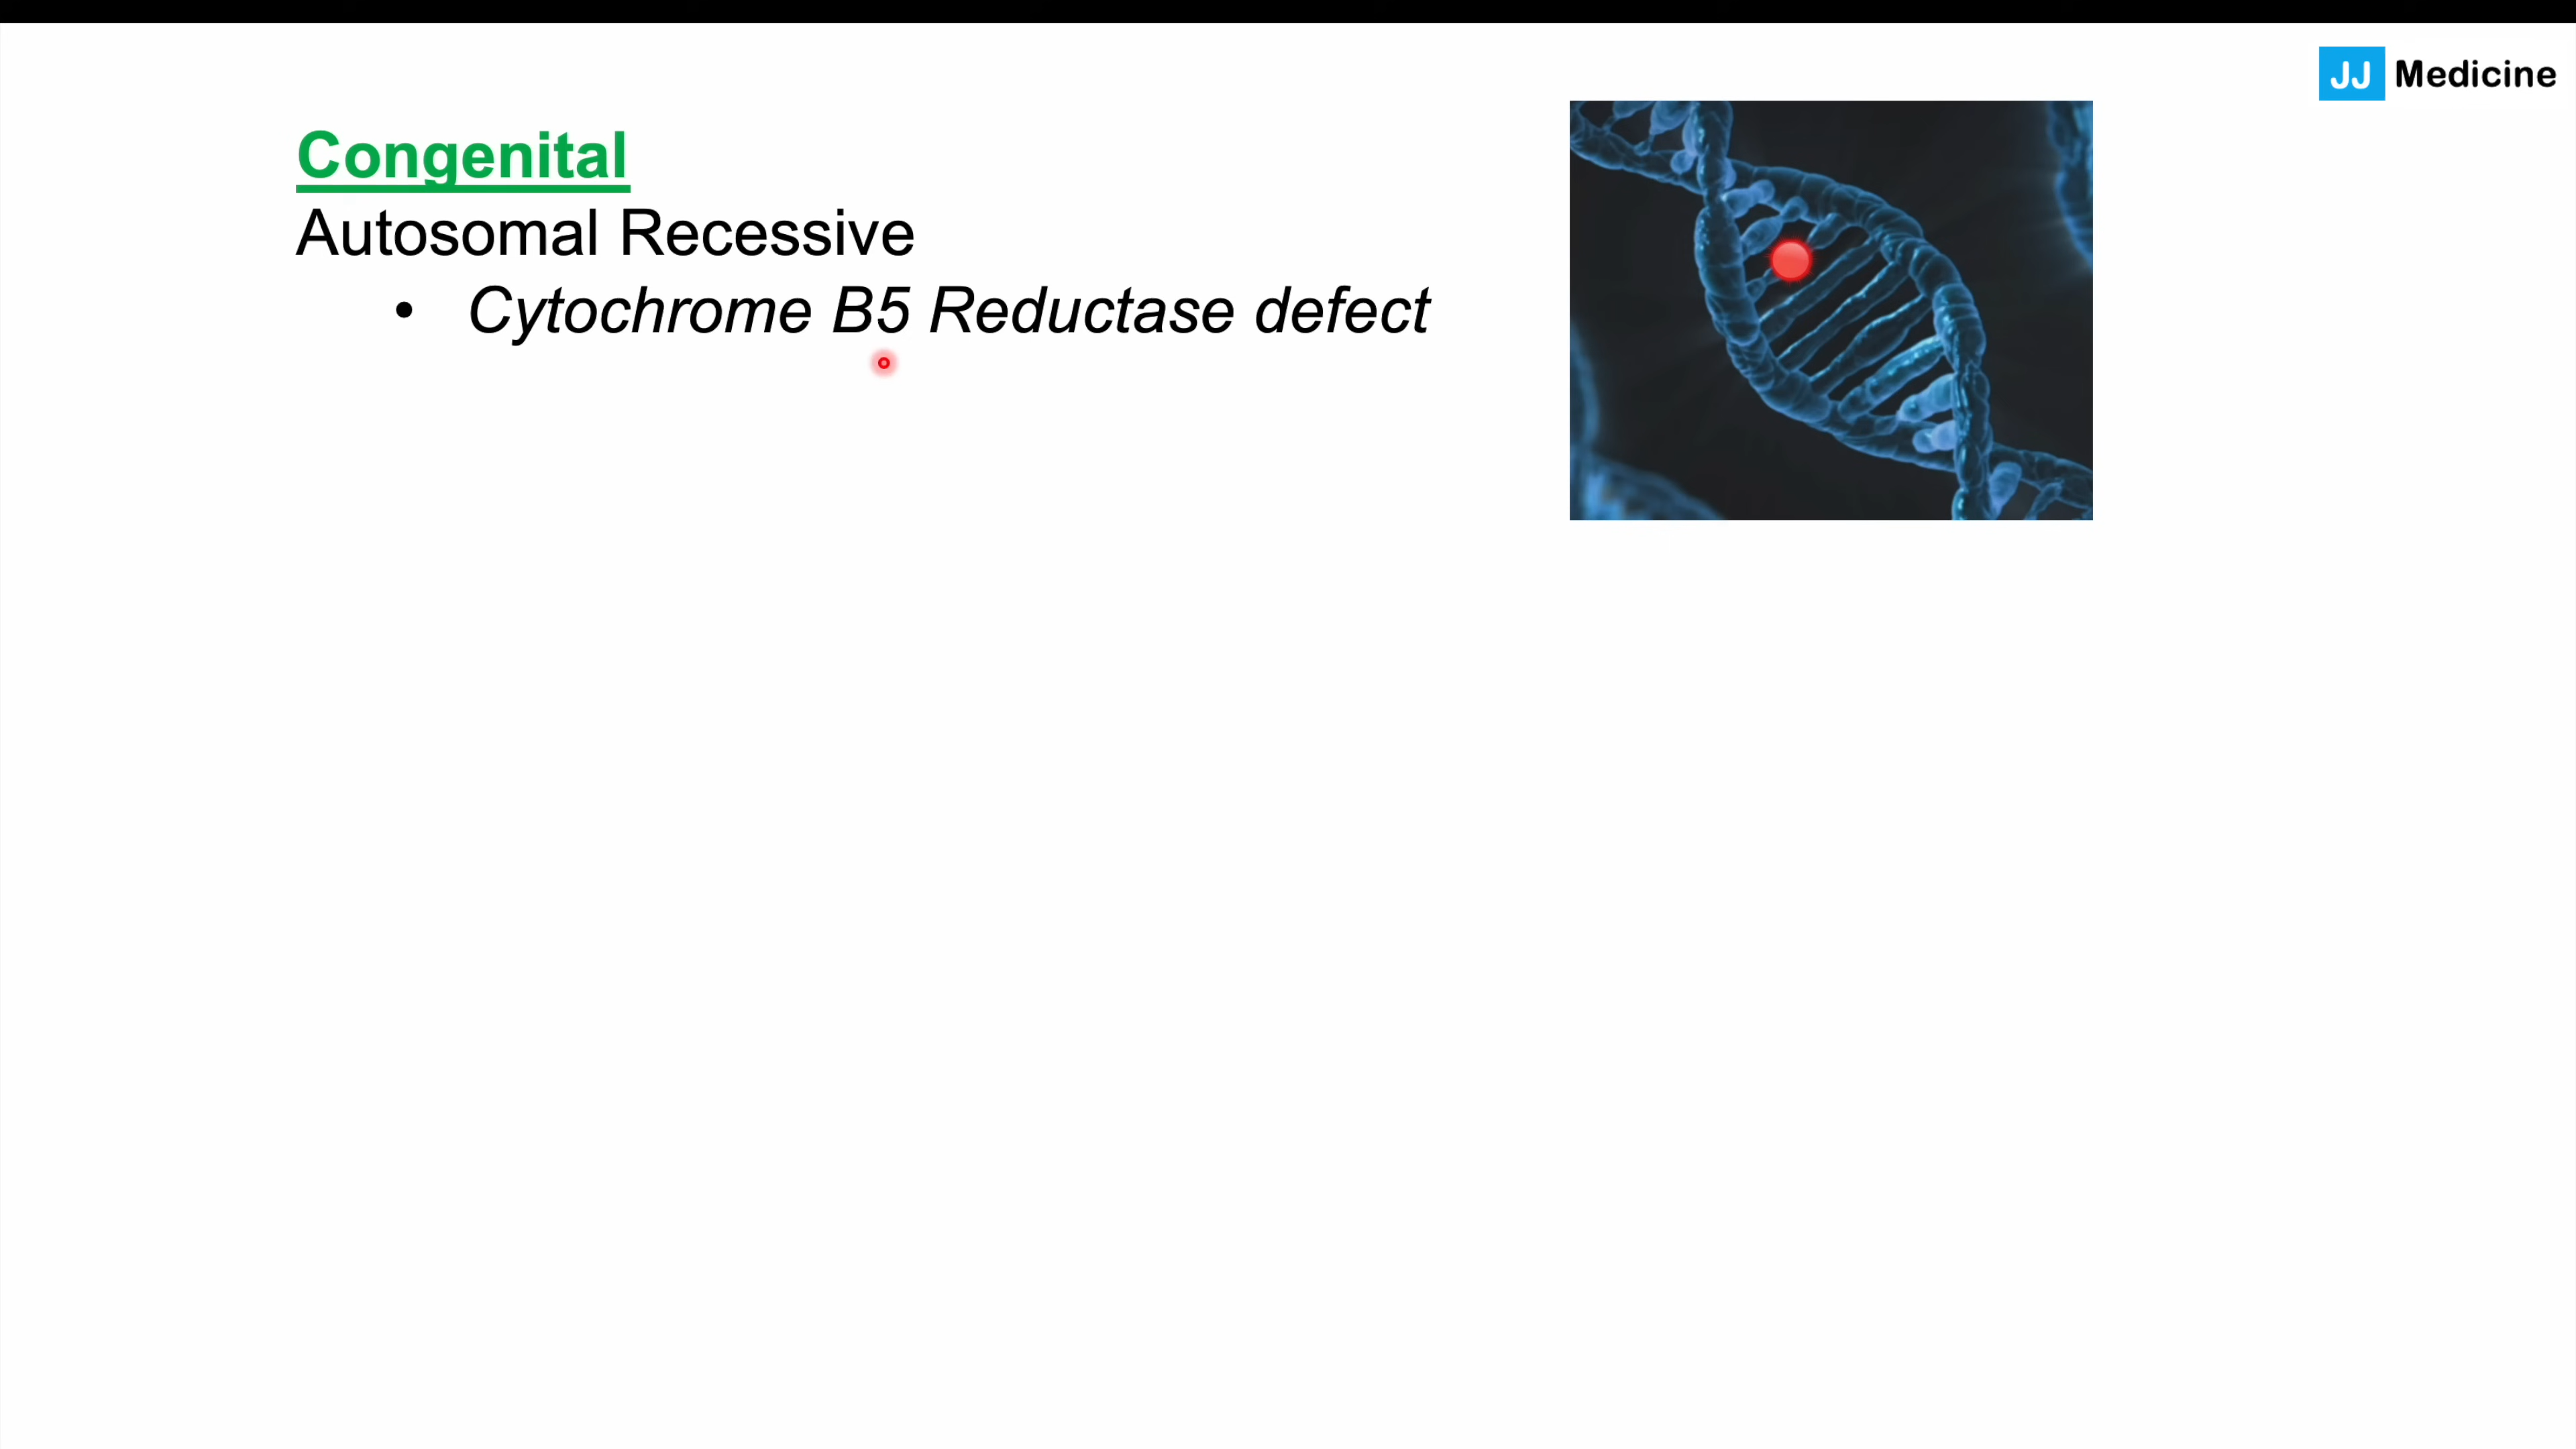 JJ Medicine
Congenital
Autosomal Recessive
• Cytochrome B5 Reductase defect